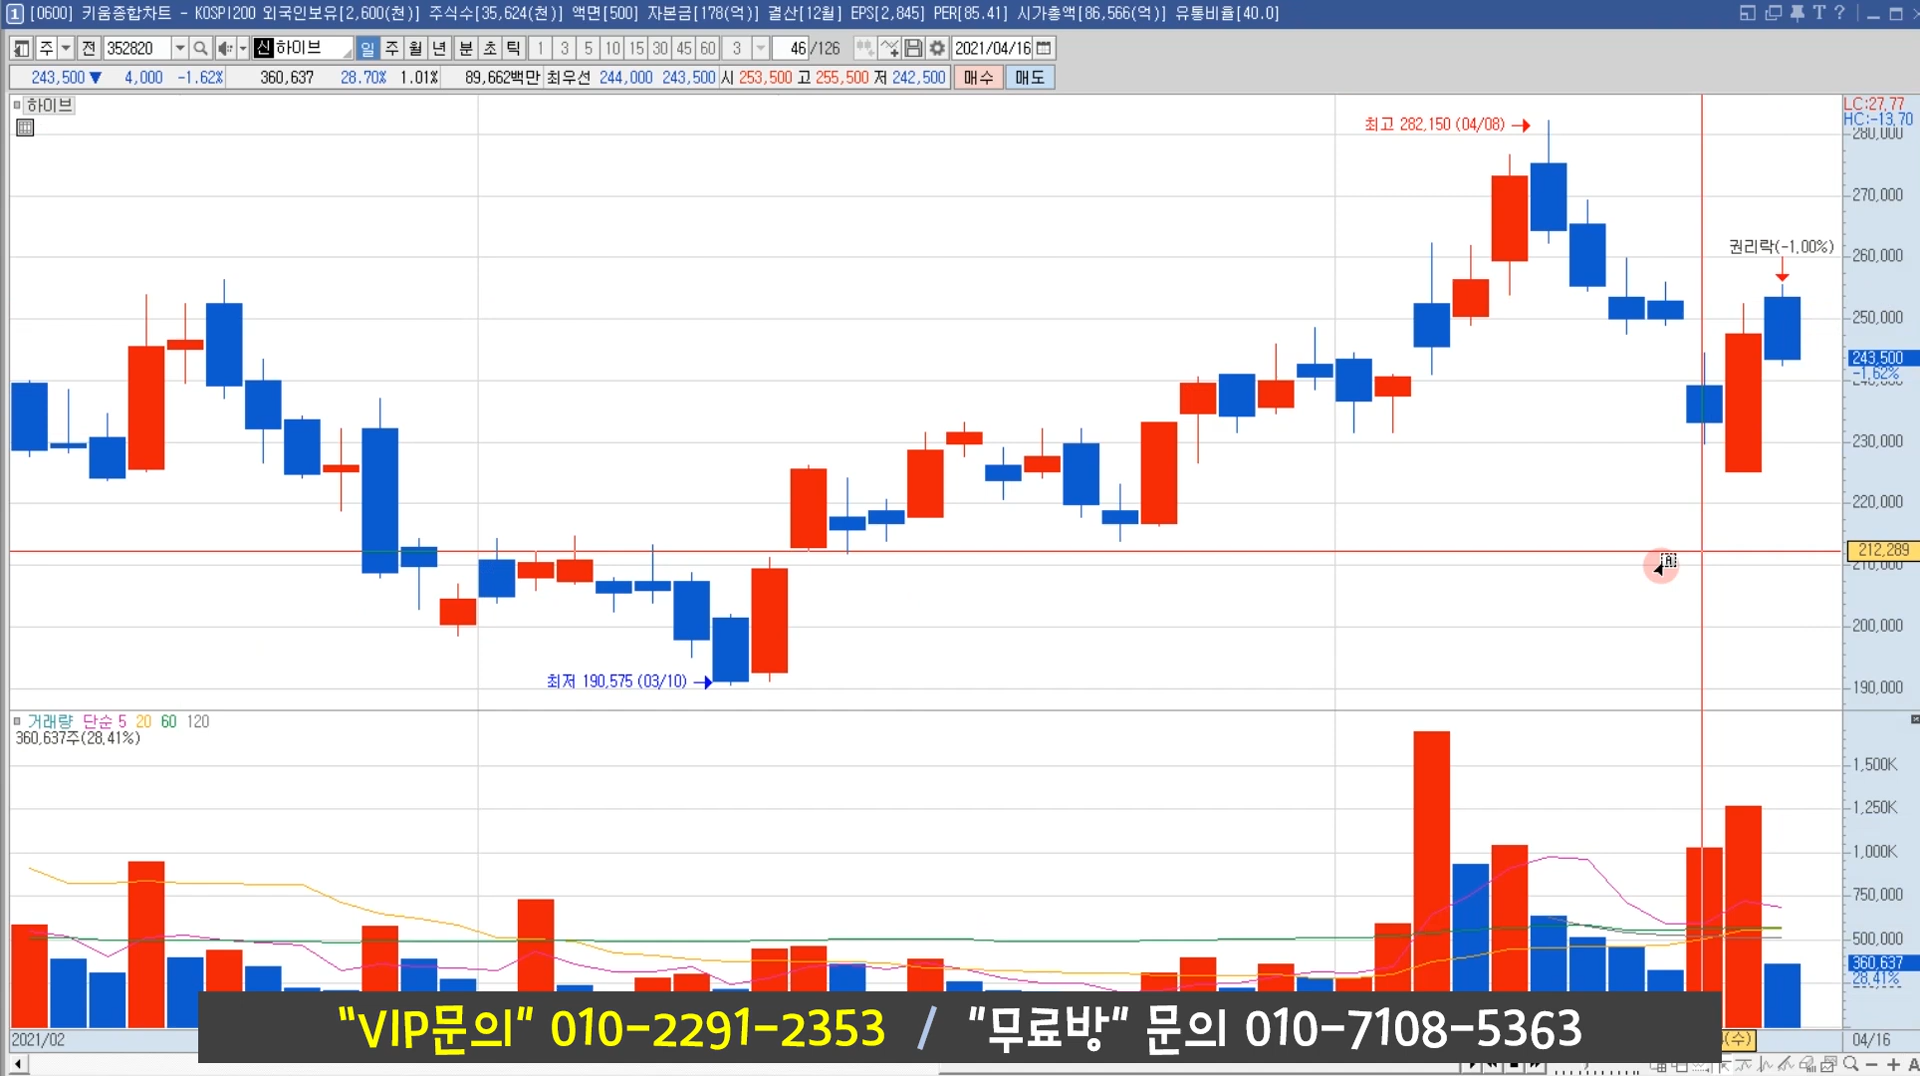 1 [0600] 키움종합차트 - KOSPI200 외국인보유[2,600(천)] 주식수[35,624(천)] 액면[500] 자본금[178(억)] 결산[12월] EPS[2,845] PER[85.41] 시가총액[86,566(억)] 유통비율[40.0] T ?
주 전 352820 신 하이브 일 주 월 년 분 초 틱 1 3 5 10 15 30 45 60 3 46 /126 2021/04/16
243,500 ▼ 4,000 -1.62% 360,637 28.70% 1.01% 89,662백만 최우선 244,000 243,500 시 253,500 고 255,500 저 242,500 매수 매도
하이브
LC:27.77
HC:-13.70
최고 282,150 (04/08)
280,000
270,000
권리락(-1.00%)
260,000
250,000
243,500
-1.62%
240,000
230,000
220,000
212,289
210,000
200,000
최저 190,575 (03/10)
190,000
거래량 단순 5 20 60 120
360,637주(28.41%)
1,500K
1,250K
1,000K
750,000
500,000
360,637
28.41%
"VIP문의" 010-2291-2353 / "무료방" 문의 010-7108-5363
2021/02
(수)
04/16
A